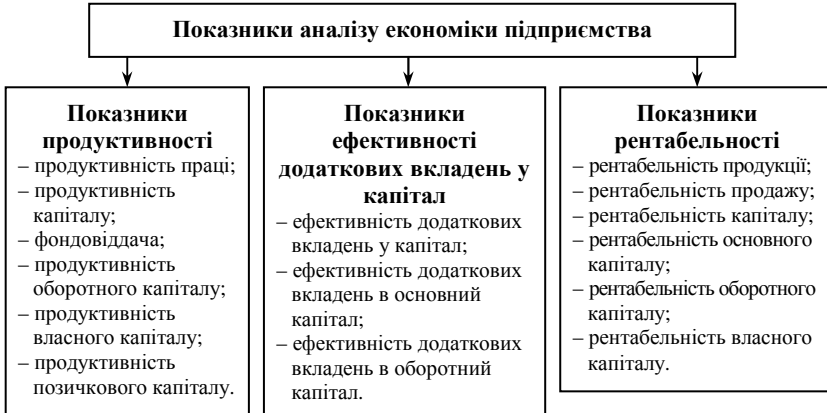 Показники аналізу економіки підприємства
Показники
продуктивності
– продуктивність праці;
– продуктивність
капіталу;
– фондовіддача;
– продуктивність
оборотного капіталу;
– продуктивність
власного капіталу;
– продуктивність
позичкового капіталу.
Показники
ефективності
додаткових вкладень у
капітал
– ефективність додаткових
вкладень у капітал;
– ефективність додаткових
вкладень в основний
капітал;
– ефективність додаткових
вкладень в оборотний
капітал.
Показники
рентабельності
– рентабельність продукції;
– рентабельність продажу;
– рентабельність капіталу;
– рентабельність основного
капіталу;
– рентабельність оборотного
капіталу;
– рентабельність власного
капіталу.